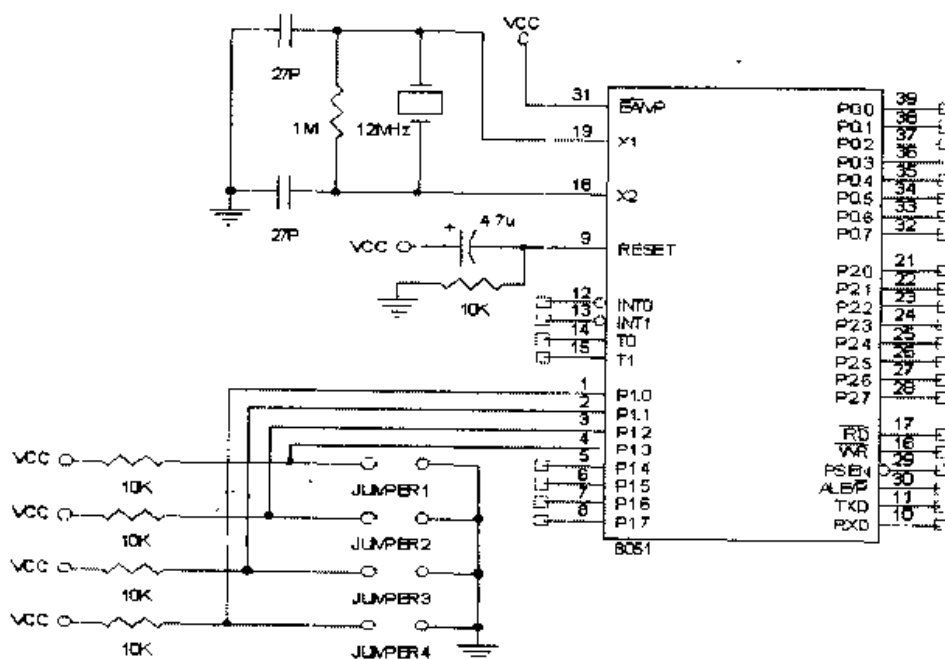 VCC
27P
1M
12MHz
27P
31 EA/VP
19 X1
18 X2
4.7u
+
VCC
9 RESET
10K
12 INT0
13 INT1
14 T0
15 T1
1 P1.0
2 P1.1
3 P1.2
4 P1.3
5 P1.4
6 P1.5
7 P1.6
8 P1.7
P0.0 39
P0.1 38
P0.2 37
P0.3 36
P0.4 35
P0.5 34
P0.6 33
P0.7 32
P2.0 21
P2.1 22
P2.2 23
P2.3 24
P2.4 25
P2.5 26
P2.6 27
P2.7 28
RD 17
WR 16
PSEN 29
ALE/P 30
TXD 11
RXD 10
8051
VCC
10K
JUMPER1
VCC
10K
JUMPER2
VCC
10K
JUMPER3
VCC
10K
JUMPER4